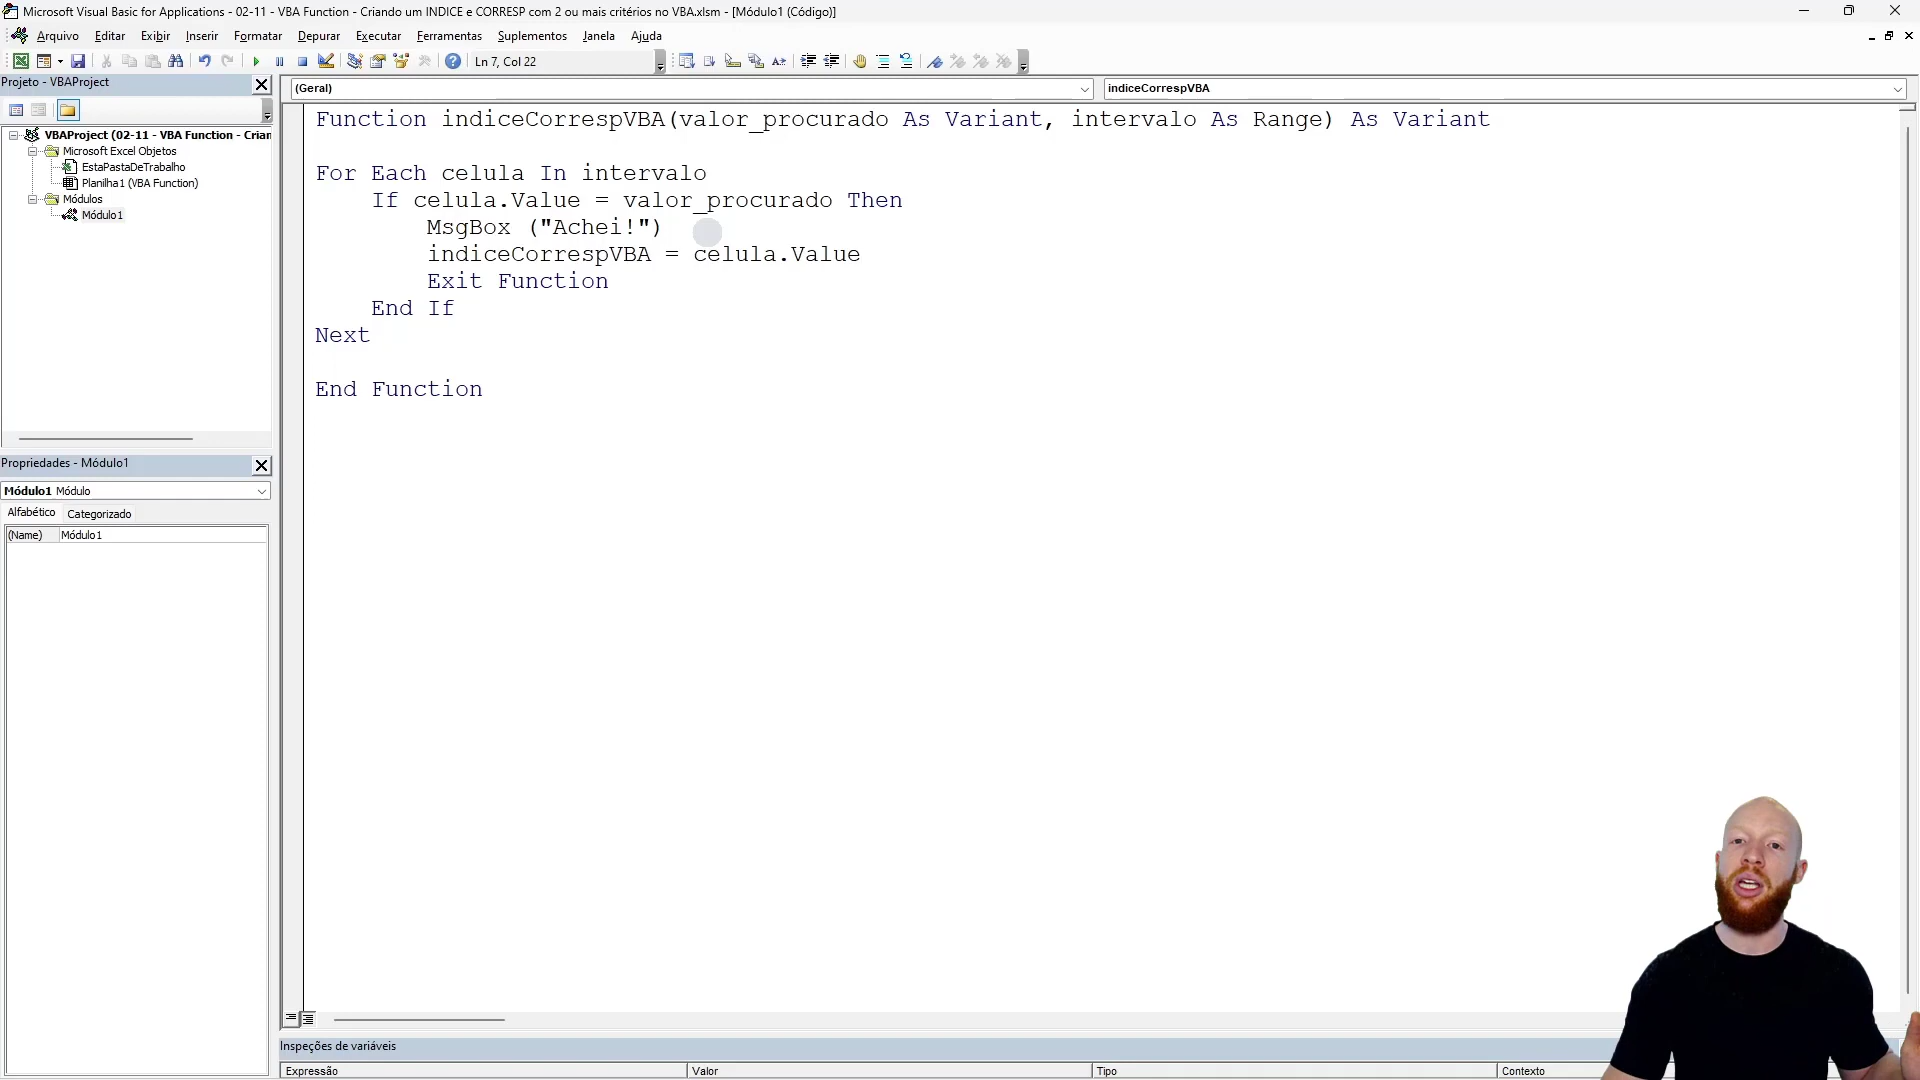 Microsoft Visual Basic for Applications - 02-11 - VBA Function - Criando um INDICE e CORRESP com 2 ou mais critérios no VBA.xlsm - [Módulo1 (Código)]
Arquivo Editar Exibir Inserir Formatar Depurar Executar Ferramentas Suplementos Janela Ajuda
Ln 7, Col 22
Projeto - VBAProject
(Geral)
indiceCorrespVBA
VBAProject (02-11 - VBA Function - Criar
Microsoft Excel Objetos
EstaPastaDeTrabalho
Planilha1 (VBA Function)
Módulos
Módulo1
Function indiceCorrespVBA(valor_procurado As Variant, intervalo As Range) As Variant
For Each celula In intervalo
If celula.Value = valor_procurado Then
MsgBox ("Achei!")
indiceCorrespVBA = celula.Value
Exit Function
End If
Next
End Function
Propriedades - Módulo1
Módulo1 Módulo
Alfabético Categorizado
(Name) Módulo1
Inspeções de variáveis
Expressão Valor Tipo Contexto